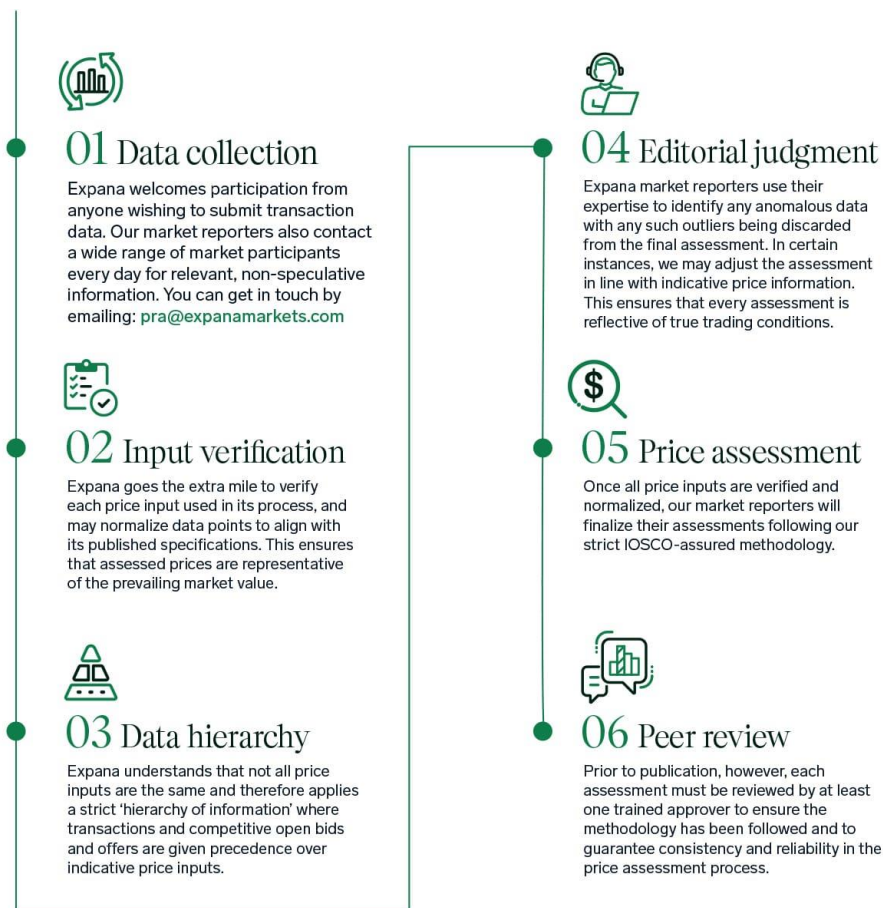 01 Data collection
Expana welcomes participation from
anyone wishing to submit transaction
data. Our market reporters also contact
a wide range of market participants
every day for relevant, non-speculative
information. You can get in touch by
emailing: pra@expanamarkets.com
02 Input verification
Expana goes the extra mile to verify
each price input used in its process, and
may normalize data points to align with
its published specifications. This ensures
that assessed prices are representative
of the prevailing market value.
03 Data hierarchy
Expana understands that not all price
inputs are the same and therefore applies
a strict ‘hierarchy of information’ where
transactions and competitive open bids
and offers are given precedence over
indicative price inputs.
04 Editorial judgment
Expana market reporters use their
expertise to identify any anomalous data
with any such outliers being discarded
from the final assessment. In certain
instances, we may adjust the assessment
in line with indicative price information.
This ensures that every assessment is
reflective of true trading conditions.
$
05 Price assessment
Once all price inputs are verified and
normalized, our market reporters will
finalize their assessments following our
strict IOSCO-assured methodology.
06 Peer review
Prior to publication, however, each
assessment must be reviewed by at least
one trained approver to ensure the
methodology has been followed and to
guarantee consistency and reliability in the
price assessment process.